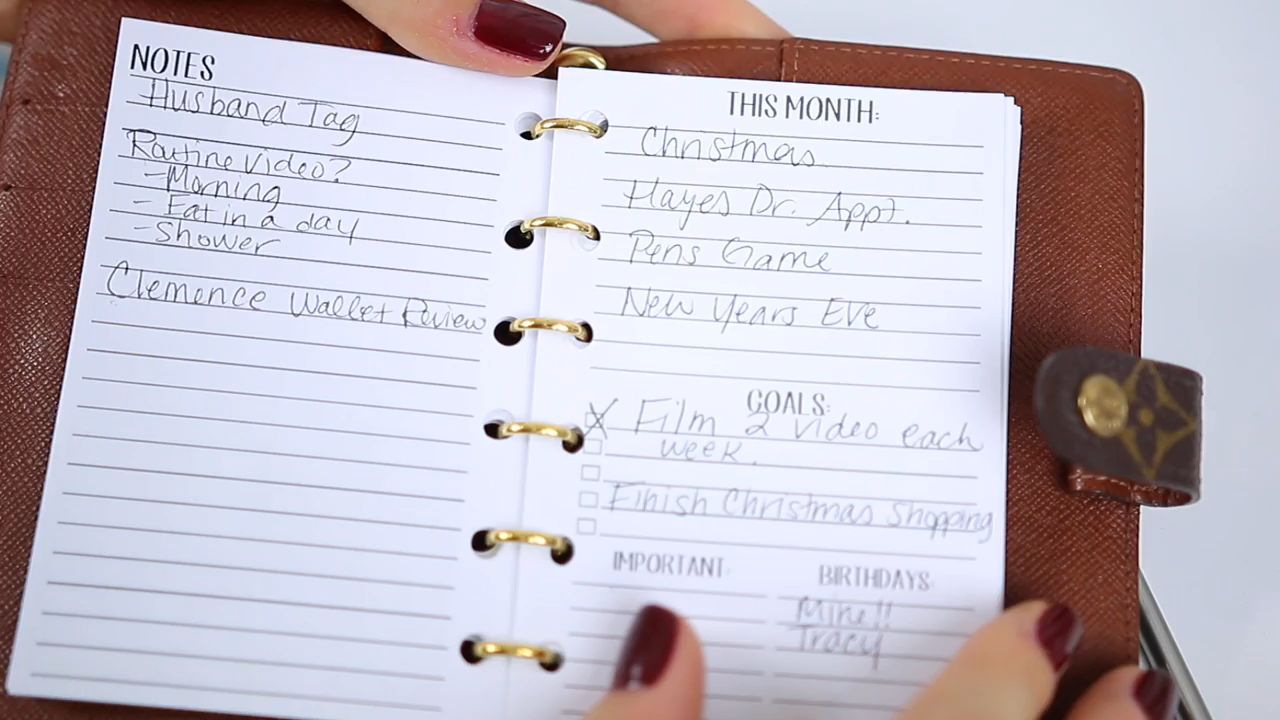 NOTES
Husband Tag
Routine video?
- Morning
- Eat in a day
- Shower
Clemence Wallet Review
THIS MONTH:
Christmas
Hayes Dr. Appt.
Pens Game
New Years Eve
GOALS:
Film 2 video each
week.
Finish Christmas Shopping
IMPORTANT:
BIRTHDAYS:
Mine!!
Tracy